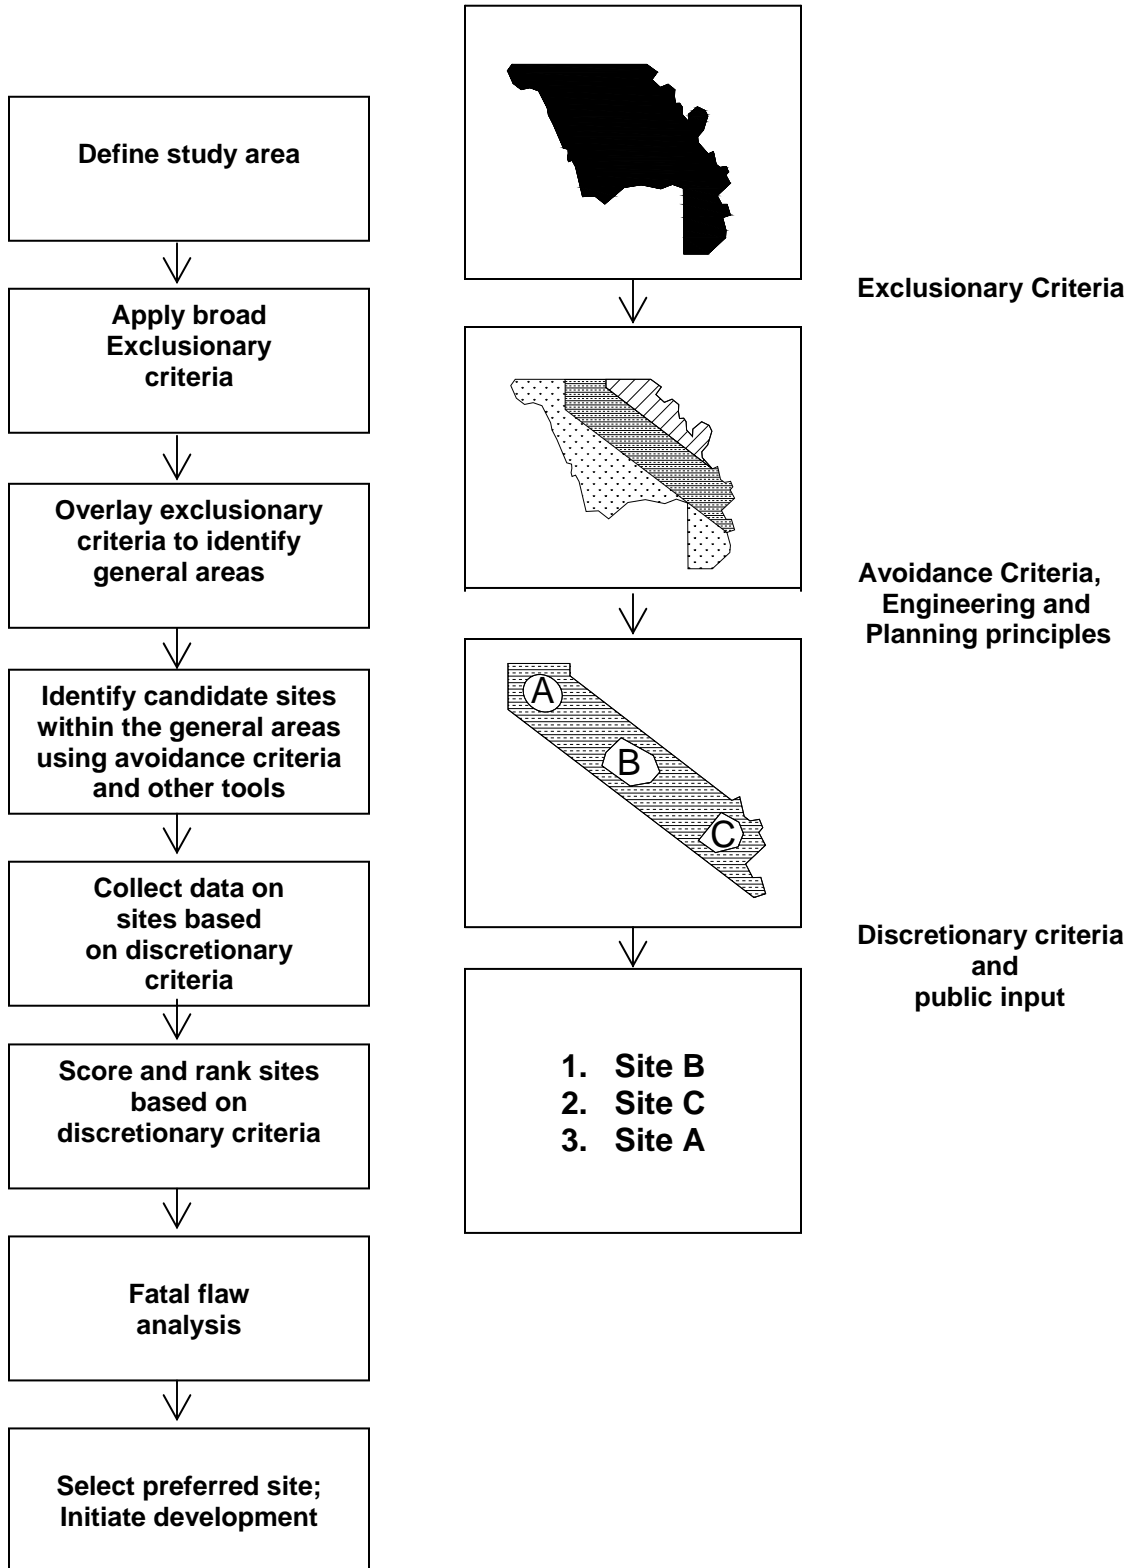 Define study area
Apply broad
Exclusionary
criteria
Overlay exclusionary
criteria to identify
general areas
Identify candidate sites
within the general areas
using avoidance criteria
and other tools
Collect data on
sites based
on discretionary
criteria
Score and rank sites
based on
discretionary criteria
Fatal flaw
analysis
Select preferred site;
Initiate development
A
B
C
1. Site B
2. Site C
3. Site A
Exclusionary Criteria
Avoidance Criteria,
Engineering and
Planning principles
Discretionary criteria
and
public input